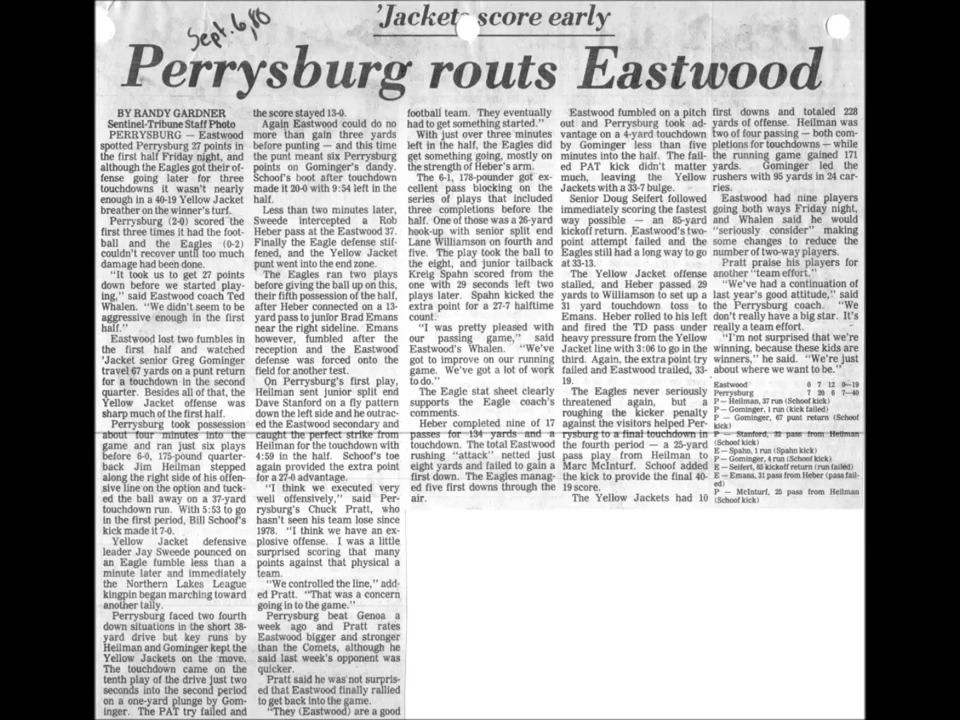 Sept. 6, 80
'Jackets score early
Perrysburg routs Eastwood
BY RANDY GARDNER
Sentinel-Tribune Staff Photo
PERRYSBURG — Eastwood
spotted Perrysburg 27 points in
the first half Friday night, and
although the Eagles got their of-
fense going later for three
touchdowns it wasn't nearly
enough in a 40-19 Yellow Jacket
breather on the winner's turf.
Perrysburg (2-0) scored the
first three times it had the foot-
ball and the Eagles (0-2)
couldn't recover until too much
damage had been done.
"It took us to get 27 points
down before we started play-
ing," said Eastwood coach Ted
Whalen. "We didn't seem to be
aggressive enough in the first
half."
Eastwood lost two fumbles in
the first half and watched
'Jacket senior Greg Gominger
travel 67 yards on a punt return
for a touchdown in the second
quarter. Besides all of that, the
Yellow Jacket offense was
sharp much of the first half.
Perrysburg took possession
about four minutes into the
game and ran just six plays
before 6-0, 175-pound quarter-
back Jim Heilman stepped
along the right side of his offen-
sive line on the option and tuck-
ed the ball away on a 37-yard
touchdown run. With 5:53 to go
in the first period, Bill Schoof's
kick made it 7-0.
Yellow Jacket defensive
leader Jay Sweede pounced on
an Eagle fumble less than a
minute later and immediately
the Northern Lakes League
kingpin began marching toward
another tally.
Perrysburg faced two fourth
down situations in the short 38-
yard drive but key runs by
Heilman and Gominger kept the
Yellow Jackets on the move.
The touchdown came on the
tenth play of the drive just two
seconds into the second period
on a one-yard plunge by Gom-
inger. The PAT try failed and
the score stayed 13-0.
Again Eastwood could do no
more than gain three yards
before punting — and this time
the punt meant six Perrysburg
points on Gominger's dandy.
Schoof's boot after touchdown
made it 20-0 with 9:54 left in the
half.
Less than two minutes later,
Sweede intercepted a Rob
Heber pass at the Eastwood 37.
Finally the Eagle defense stif-
fened, and the Yellow Jacket
punt went into the end zone.
The Eagles ran two plays
before giving the ball up on this,
their fifth possession of the half,
after Heber connected on a 13-
yard pass to junior Brad Emans
near the right sideline. Emans
however, fumbled after the
reception and the Eastwood
defense was forced onto the
field for another test.
On Perrysburg's first play,
Heilman sent junior split end
Dave Stanford on a fly pattern
down the left side and he outrac-
ed the Eastwood secondary and
caught the perfect strike from
Heilman for the touchdown with
4:59 in the half. Schoof's toe
again provided the extra point
for a 27-0 advantage.
"I think we executed very
well offensively," said Per-
rysburg's Chuck Pratt, who
hasn't seen his team lose since
1978. "I think we have an ex-
plosive offense. I was a little
surprised scoring that many
points against that physical a
team.
"We controlled the line," add-
ed Pratt. "That was a concern
going in to the game."
Perrysburg beat Genoa a
week ago and Pratt rates
Eastwood bigger and stronger
than the Comets, although he
said last week's opponent was
quicker.
Pratt said he was not surpris-
ed that Eastwood finally rallied
to get back into the game.
"They (Eastwood) are a good
football team. They eventually
had to get something started."
With just over three minutes
left in the half, the Eagles did
get something going, mostly on
the strength of Heber's arm.
The 6-1, 178-pounder got ex-
cellent pass blocking on the
series of plays that included
three completions before the
half. One of those was a 26-yard
hook-up with senior split end
Lane Williamson on fourth and
five. The play took the ball to
the eight, and junior tailback
Kreig Spahn scored from the
one with 29 seconds left two
plays later. Spahn kicked the
extra point for a 27-7 halftime
count.
"I was pretty pleased with
our passing game," said
Eastwood's Whalen. "We've
got to improve on our running
game. We've got a lot of work
to do."
The Eagle stat sheet clearly
supports the Eagle coach's
comments.
Heber completed nine of 17
passes for 134 yards and a
touchdown. The total Eastwood
rushing "attack" netted just
eight yards and failed to gain a
first down. The Eagles manag-
ed five first downs through the
air.
Eastwood fumbled on a pitch
out and Perrysburg took ad-
vantage on a 4-yard touchdown
by Gominger less than five
minutes into the half. The fail-
ed PAT kick didn't matter
much, leaving the Yellow
Jackets with a 33-7 bulge.
Senior Doug Seifert followed
immediately scoring the fastest
way possible — an 85-yard
kickoff return. Eastwood's two-
point attempt failed and the
Eagles still had a long way to go
at 33-13.
The Yellow Jacket offense
stalled, and Heber passed 29
yards to Williamson to set up a
31 yard touchdown toss to
Emans. Heber rolled to his left
and fired the TD pass under
heavy pressure from the Yellow
Jacket line with 3:06 to go in the
third. Again, the extra point try
failed and Eastwood trailed, 33-
19.
The Eagles never seriously
threatened again, but a
roughing the kicker penalty
against the visitors helped Per-
rysburg to a final touchdown in
the fourth period — a 25-yard
pass play from Heilman to
Marc McInturf. Schoof added
the kick to provide the final 40-
19 score.
The Yellow Jackets had 10
first downs and totaled 228
yards of offense. Heilman was
two of four passing — both com-
pletions for touchdowns — while
the running game gained 171
yards. Gominger led the
rushers with 95 yards in 24 car-
ries.
Eastwood had nine players
going both ways Friday night,
and Whalen said he would
"seriously consider" making
some changes to reduce the
number of two-way players.
Pratt praise his players for
another "team effort."
"We've had a continuation of
last year's good attitude," said
the Perrysburg coach. "We
don't really have a big star. It's
really a team effort.
"I'm not surprised that we're
winning, because these kids are
winners," he said. "We're just
about where we want to be."
Eastwood 0 7 12 0—19
Perrysburg 7 20 6 7—40
P — Heilman, 37 run (Schoof kick)
P — Gominger, 1 run (kick failed)
P — Gominger, 67 punt return (Schoof
kick)
P — Stanford, 32 pass from Heilman
(Schoof kick)
E — Spahn, 1 run (Spahn kick)
P — Gominger, 4 run (Schoof kick)
E — Seifert, 85 kickoff return (run failed)
E — Emans, 31 pass from Heber (pass fail-
ed)
P — McInturf, 25 pass from Heilman
(Schoof kick)